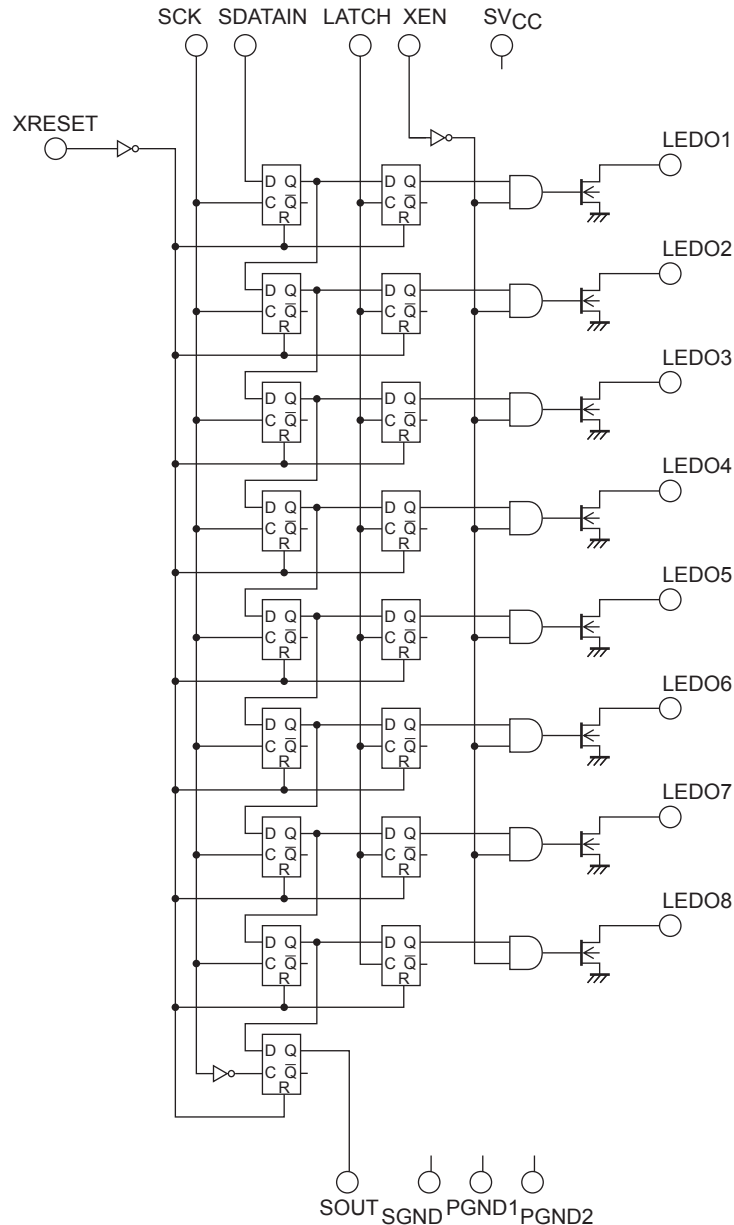 SCK SDATAIN LATCH XEN SVCC
XRESET
LEDO1
D Q D Q
C Q̅ C Q̅
R R
LEDO2
D Q D Q
C Q̅ C Q̅
R R
LEDO3
D Q D Q
C Q̅ C Q̅
R R
LEDO4
D Q D Q
C Q̅ C Q̅
R R
LEDO5
D Q D Q
C Q̅ C Q̅
R R
LEDO6
D Q D Q
C Q̅ C Q̅
R R
LEDO7
D Q D Q
C Q̅ C Q̅
R R
LEDO8
D Q D Q
C Q̅ C Q̅
R R
D Q
C Q̅
R
SOUT SGND PGND1 PGND2